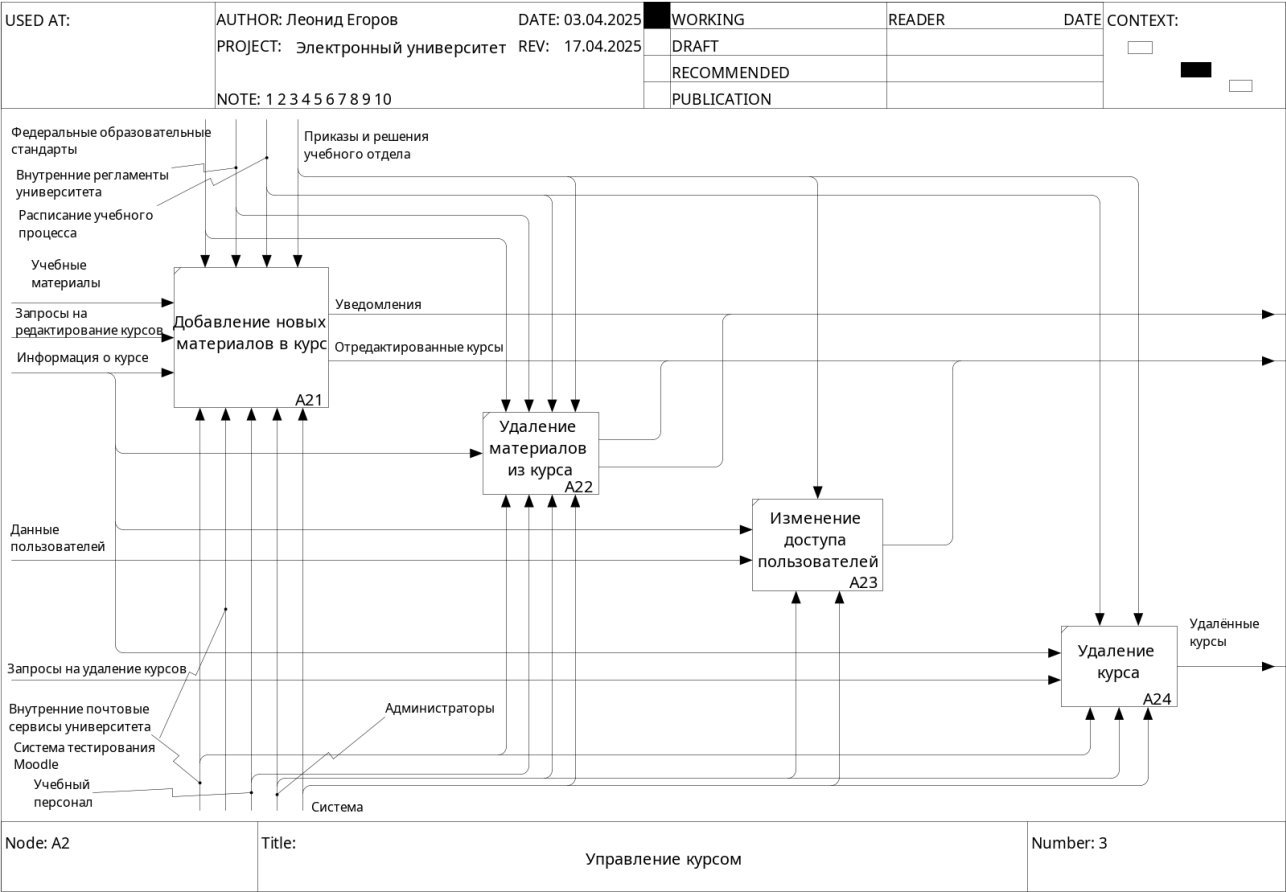 USED AT:
AUTHOR: Леонид Егоров
DATE: 03.04.2025
PROJECT: Электронный университет
REV: 17.04.2025
NOTE: 1 2 3 4 5 6 7 8 9 10
WORKING
DRAFT
RECOMMENDED
PUBLICATION
READER
DATE
CONTEXT:
Федеральные образовательные
стандарты
Внутренние регламенты
университета
Расписание учебного
процесса
Приказы и решения
учебного отдела
Учебные
материалы
Запросы на
редактирование курсов
Информация о курсе
Добавление новых
материалов в курс
A21
Уведомления
Отредактированные курсы
Удаление
материалов
из курса
A22
Данные
пользователей
Изменение
доступа
пользователей
A23
Удаление
курса
A24
Удалённые
курсы
Запросы на удаление курсов
Внутренние почтовые
сервисы университета
Система тестирования
Moodle
Учебный
персонал
Администраторы
Система
Node: A2
Title:
Управление курсом
Number: 3